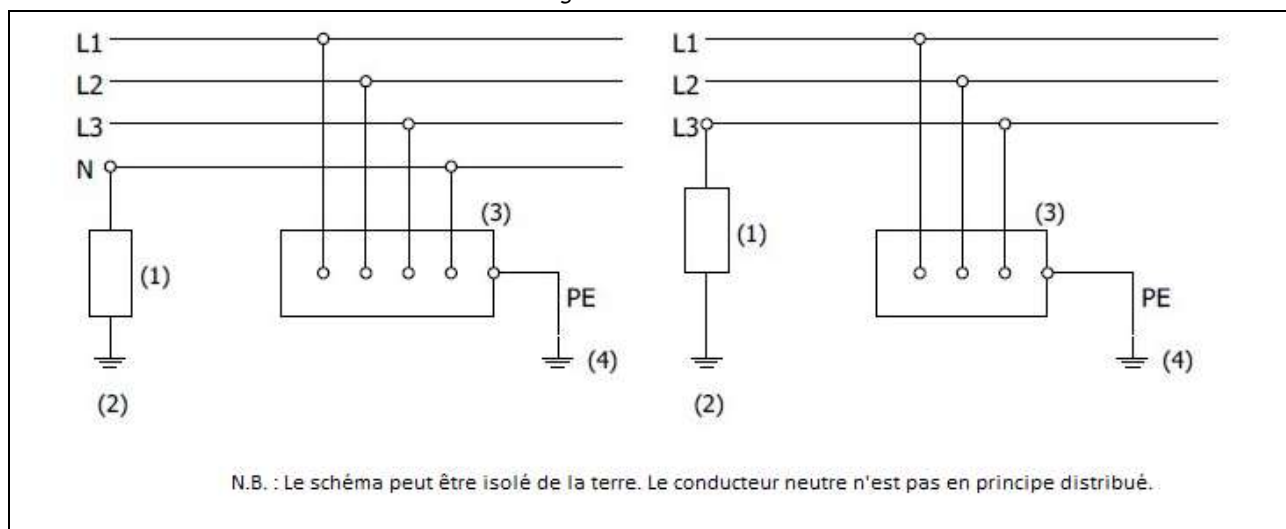 L1
L2
L3
N
(3)
(1)
PE
(4)
(2)
L1
L2
L3
(3)
(1)
PE
(4)
(2)
N.B. : Le schéma peut être isolé de la terre. Le conducteur neutre n'est pas en principe distribué.